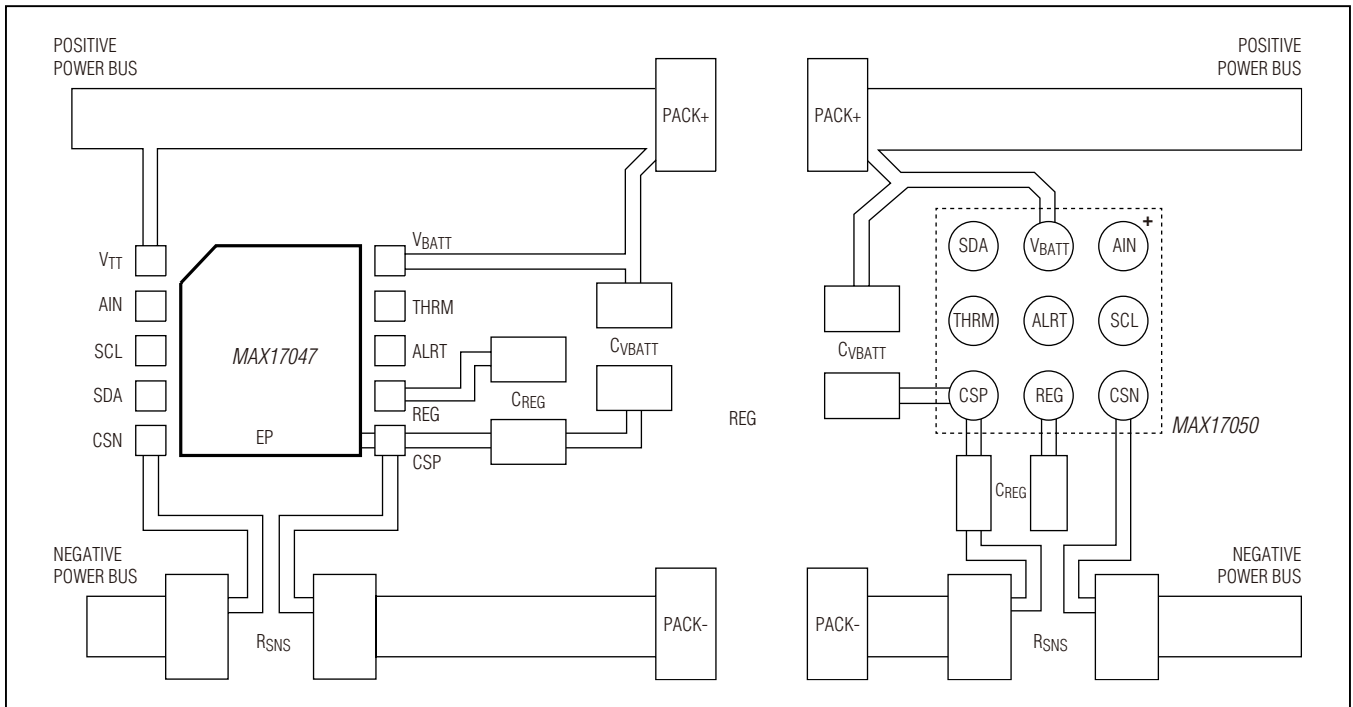 POSITIVE
POWER BUS
PACK+
VTT
AIN
SCL
SDA
CSN
MAX17047
EP
VBATT
THRM
ALRT
REG
CSP
CREG
CVBATT
NEGATIVE
POWER BUS
RSNS
PACK-
REG
POSITIVE
POWER BUS
PACK+
SDA
VBATT
AIN
+
THRM
ALRT
SCL
CSP
REG
CSN
MAX17050
CVBATT
CREG
NEGATIVE
POWER BUS
PACK-
RSNS